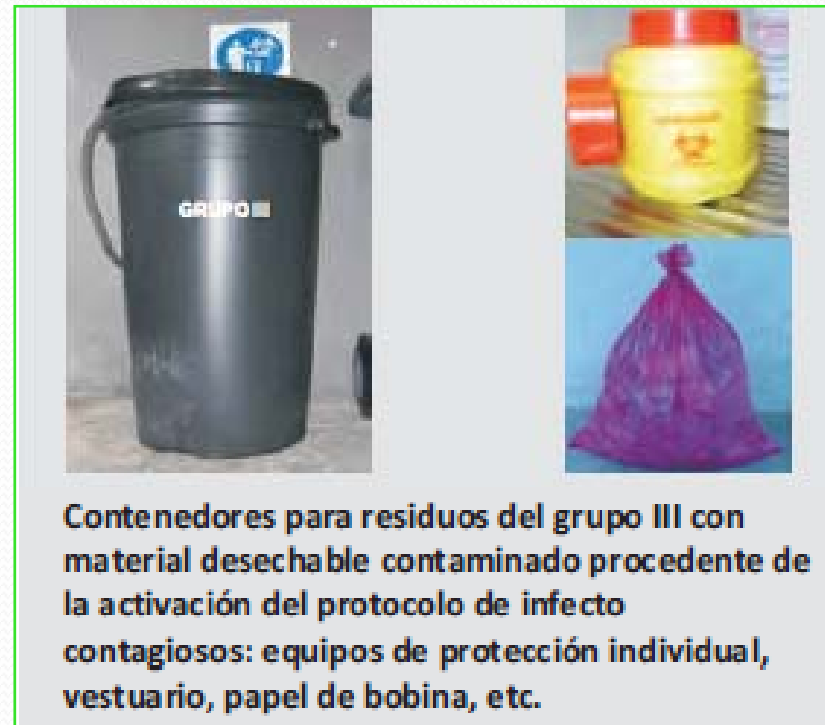 GRUPO
Contenedores para residuos del grupo III con
material desechable contaminado procedente de
la activación del protocolo de infecto
contagiosos: equipos de protección individual,
vestuario, papel de bobina, etc.